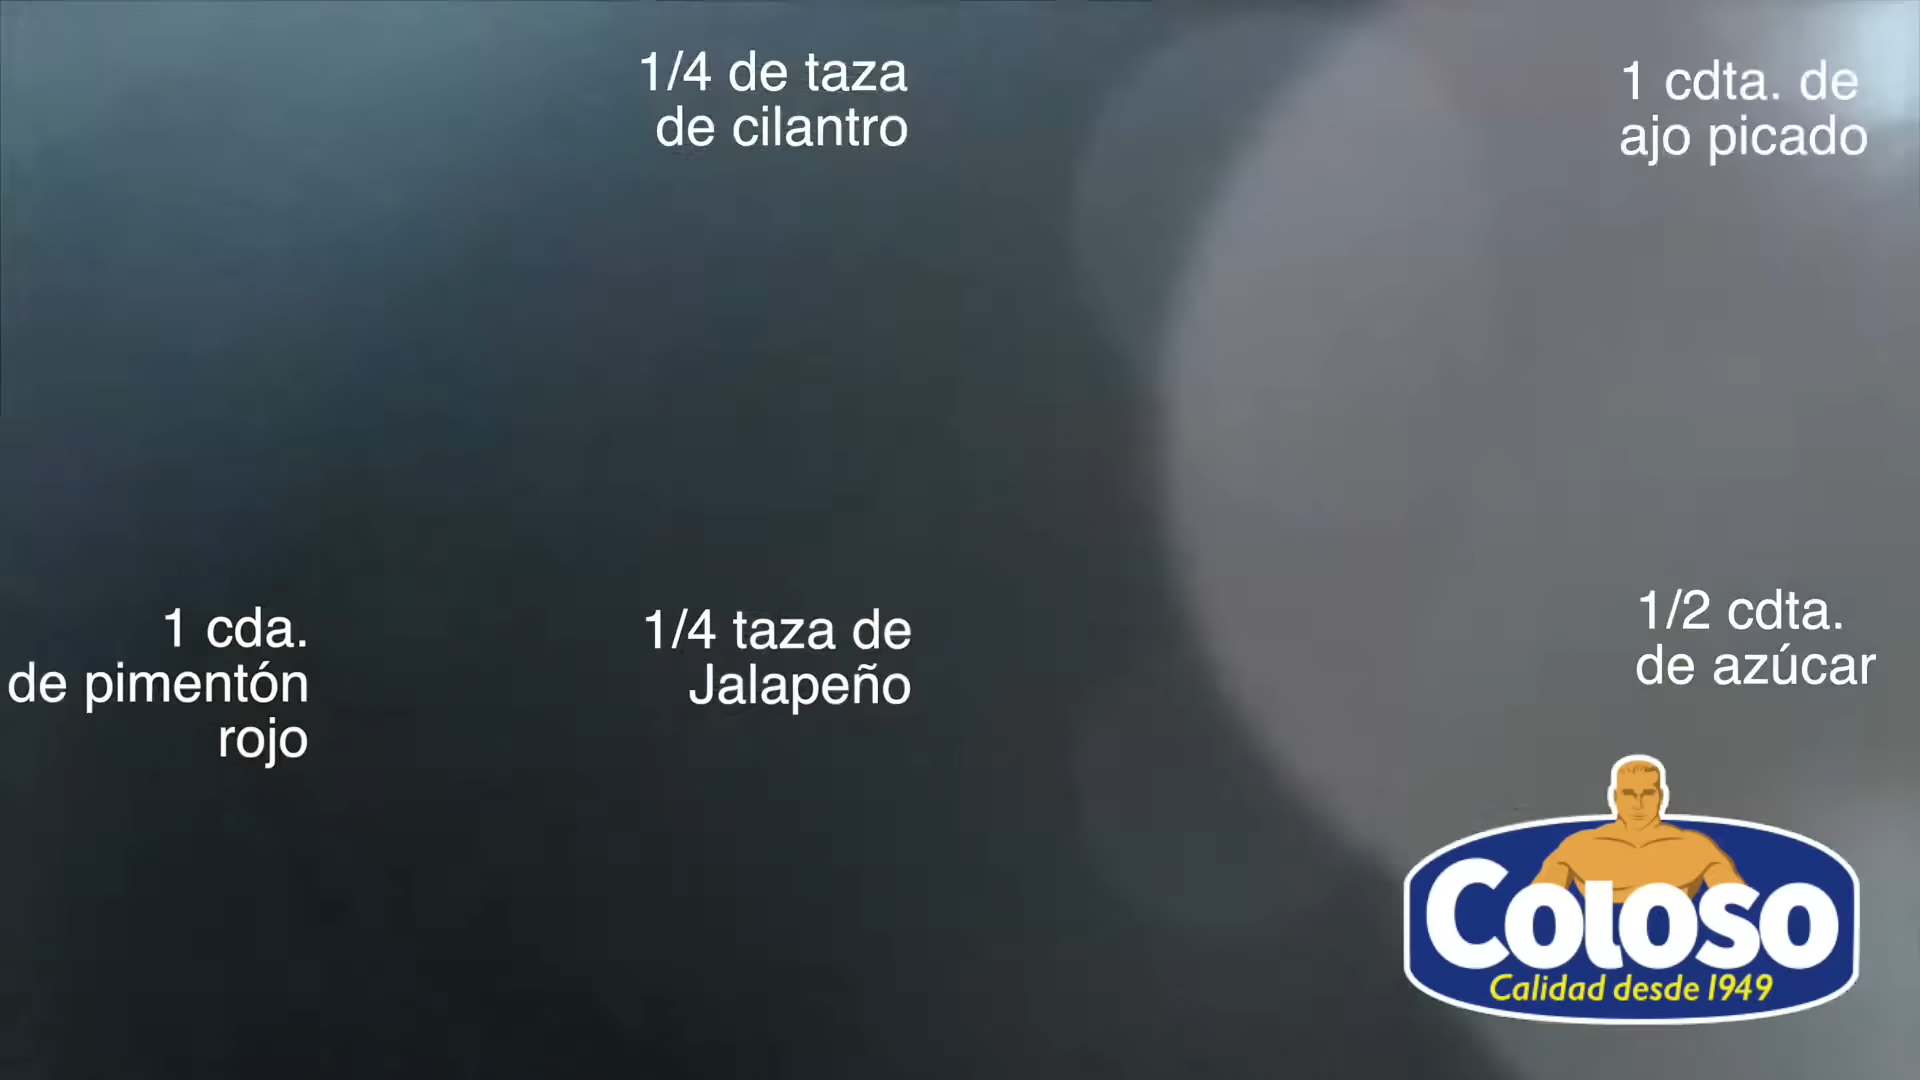 1/4 de taza
de cilantro
1 cdta. de
ajo picado
1 cda.
de pimentón
rojo
1/4 taza de
Jalapeño
1/2 cdta.
de azúcar
Coloso
Calidad desde 1949